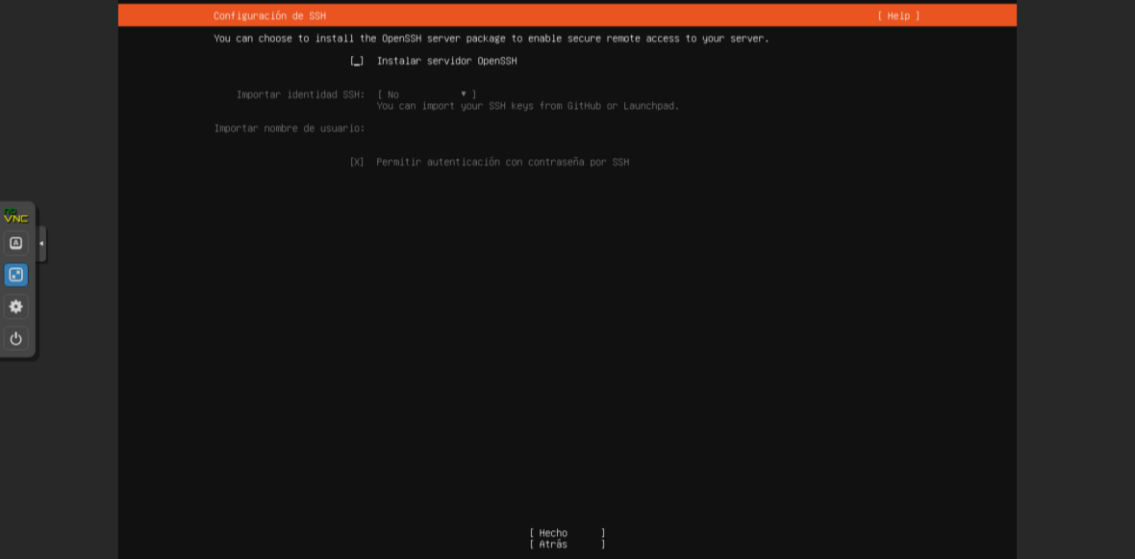 Configuración de SSH [ Help ]
You can choose to install the OpenSSH server package to enable secure remote access to your server.
[_] Instalar servidor OpenSSH
Importar identidad SSH: [ No ▼ ]
You can import your SSH keys from GitHub or Launchpad.
Importar nombre de usuario:
[X] Permitir autenticación con contraseña por SSH
no
VNC
A
[ Hecho ]
[ Atrás ]